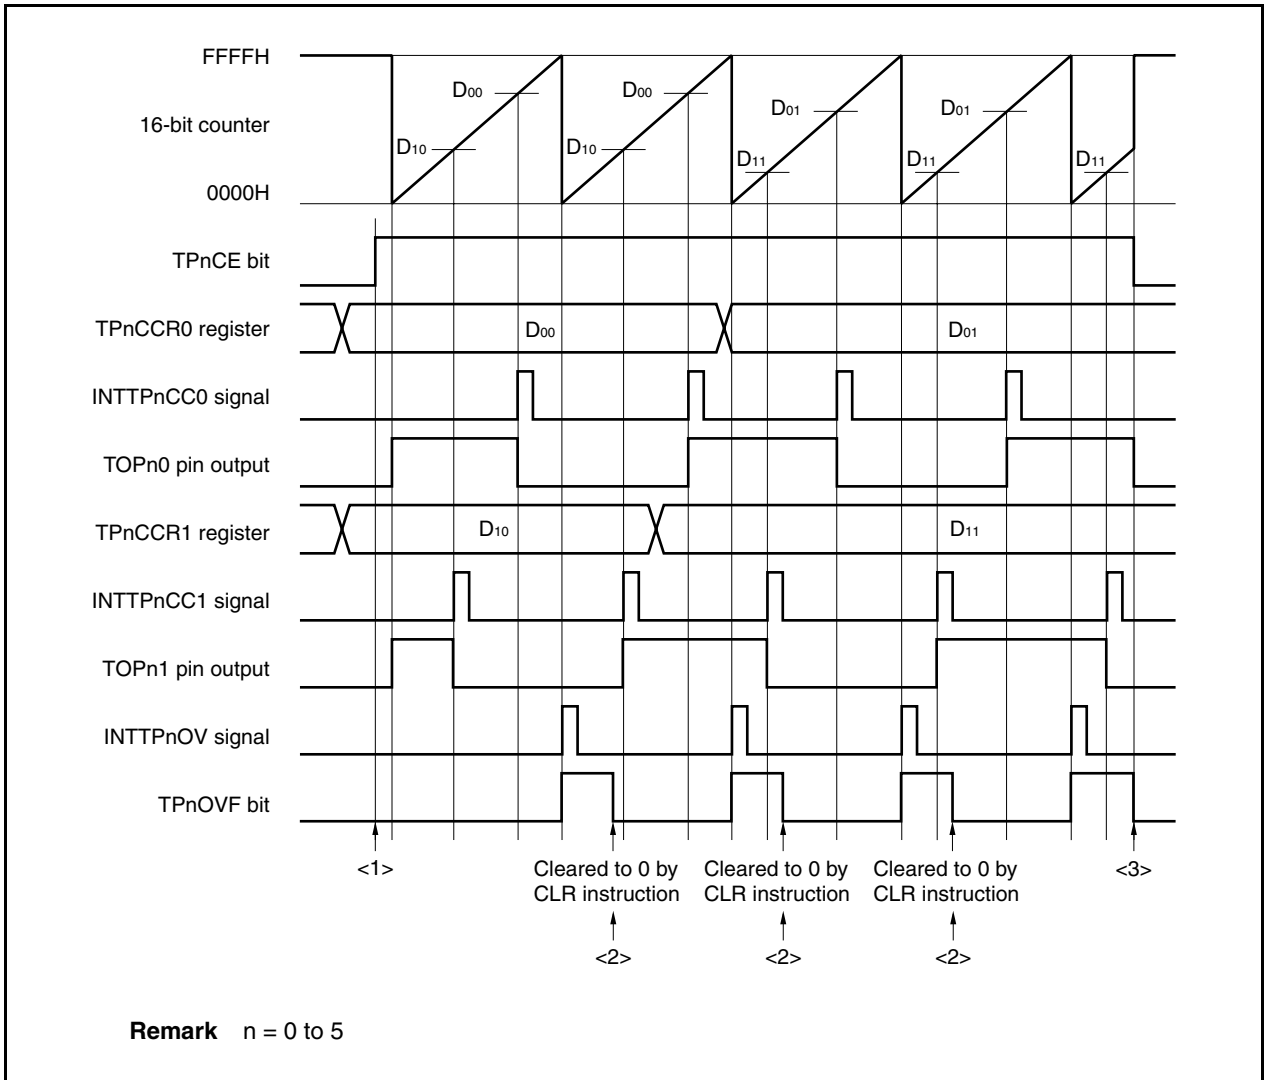 FFFFH
D00 D00 D01 D01
16-bit counter
D10 D10 D11 D11 D11
0000H
TPnCE bit
TPnCCR0 register D00 D01
INTTPnCC0 signal
TOPn0 pin output
TPnCCR1 register D10 D11
INTTPnCC1 signal
TOPn1 pin output
INTTPnOV signal
TPnOVF bit
<1> Cleared to 0 by Cleared to 0 by Cleared to 0 by <3>
CLR instruction CLR instruction CLR instruction
<2> <2> <2>
Remark n = 0 to 5